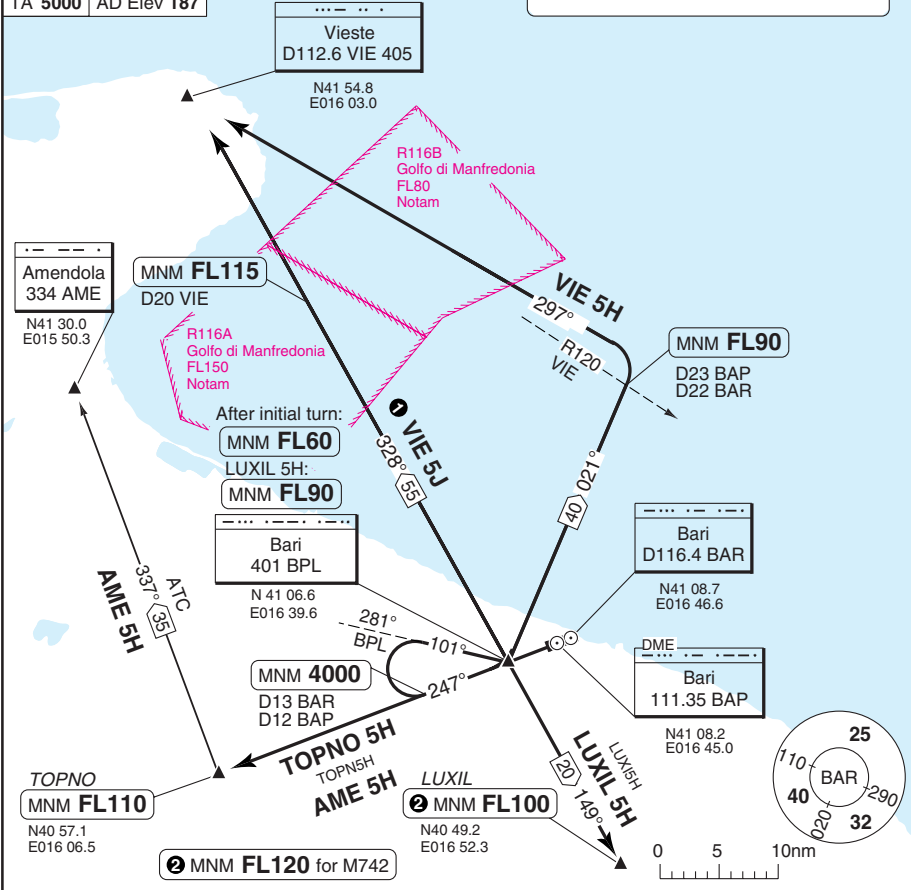 TA 5000 AD Elev 187
Vieste
D112.6 VIE 405
N41 54.8
E016 03.0
R116B
Golfo di Manfredonia
FL80
Notam
Amendola
334 AME
N41 30.0
E015 50.3
MNM FL115
D20 VIE
R116A
Golfo di Manfredonia
FL150
Notam
VIE 5H
297°
R120
VIE
MNM FL90
D23 BAP
D22 BAR
After initial turn:
MNM FL60
LUXIL 5H:
MNM FL90
❶ VIE 5J
328° 55
40 021°
Bari
401 BPL
N 41 06.6
E016 39.6
Bari
D116.4 BAR
N41 08.7
E016 46.6
DME
Bari
111.35 BAP
N41 08.2
E016 45.0
AME 5H
337° 35
ATC
281°
BPL
101°
247°
MNM 4000
D13 BAR
D12 BAP
TOPNO 5H
TOPN5H
AME 5H
TOPNO
MNM FL110
N40 57.1
E016 06.5
LUXIL
❷ MNM FL100
N40 49.2
E016 52.3
LUXI5H
LUXIL 5H
20 149°
❷ MNM FL120 for M742
0 5 10nm
25
110
BAR
290
40
020
32